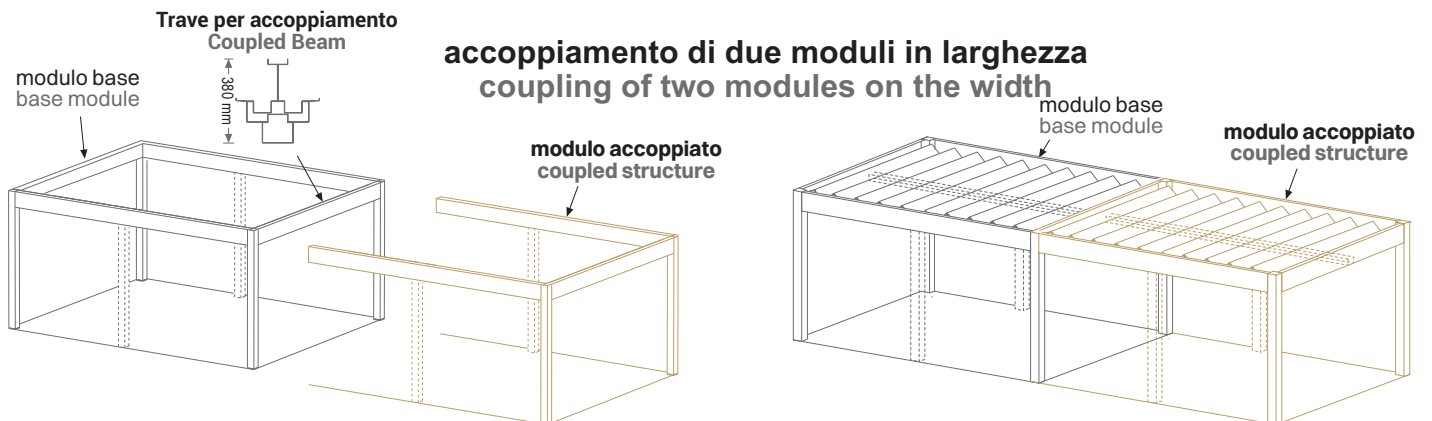 Trave per accoppiamento
Coupled Beam
380 mm
modulo base
base module
accoppiamento di due moduli in larghezza
coupling of two modules on the width
modulo accoppiato
coupled structure
modulo base
base module
modulo accoppiato
coupled structure